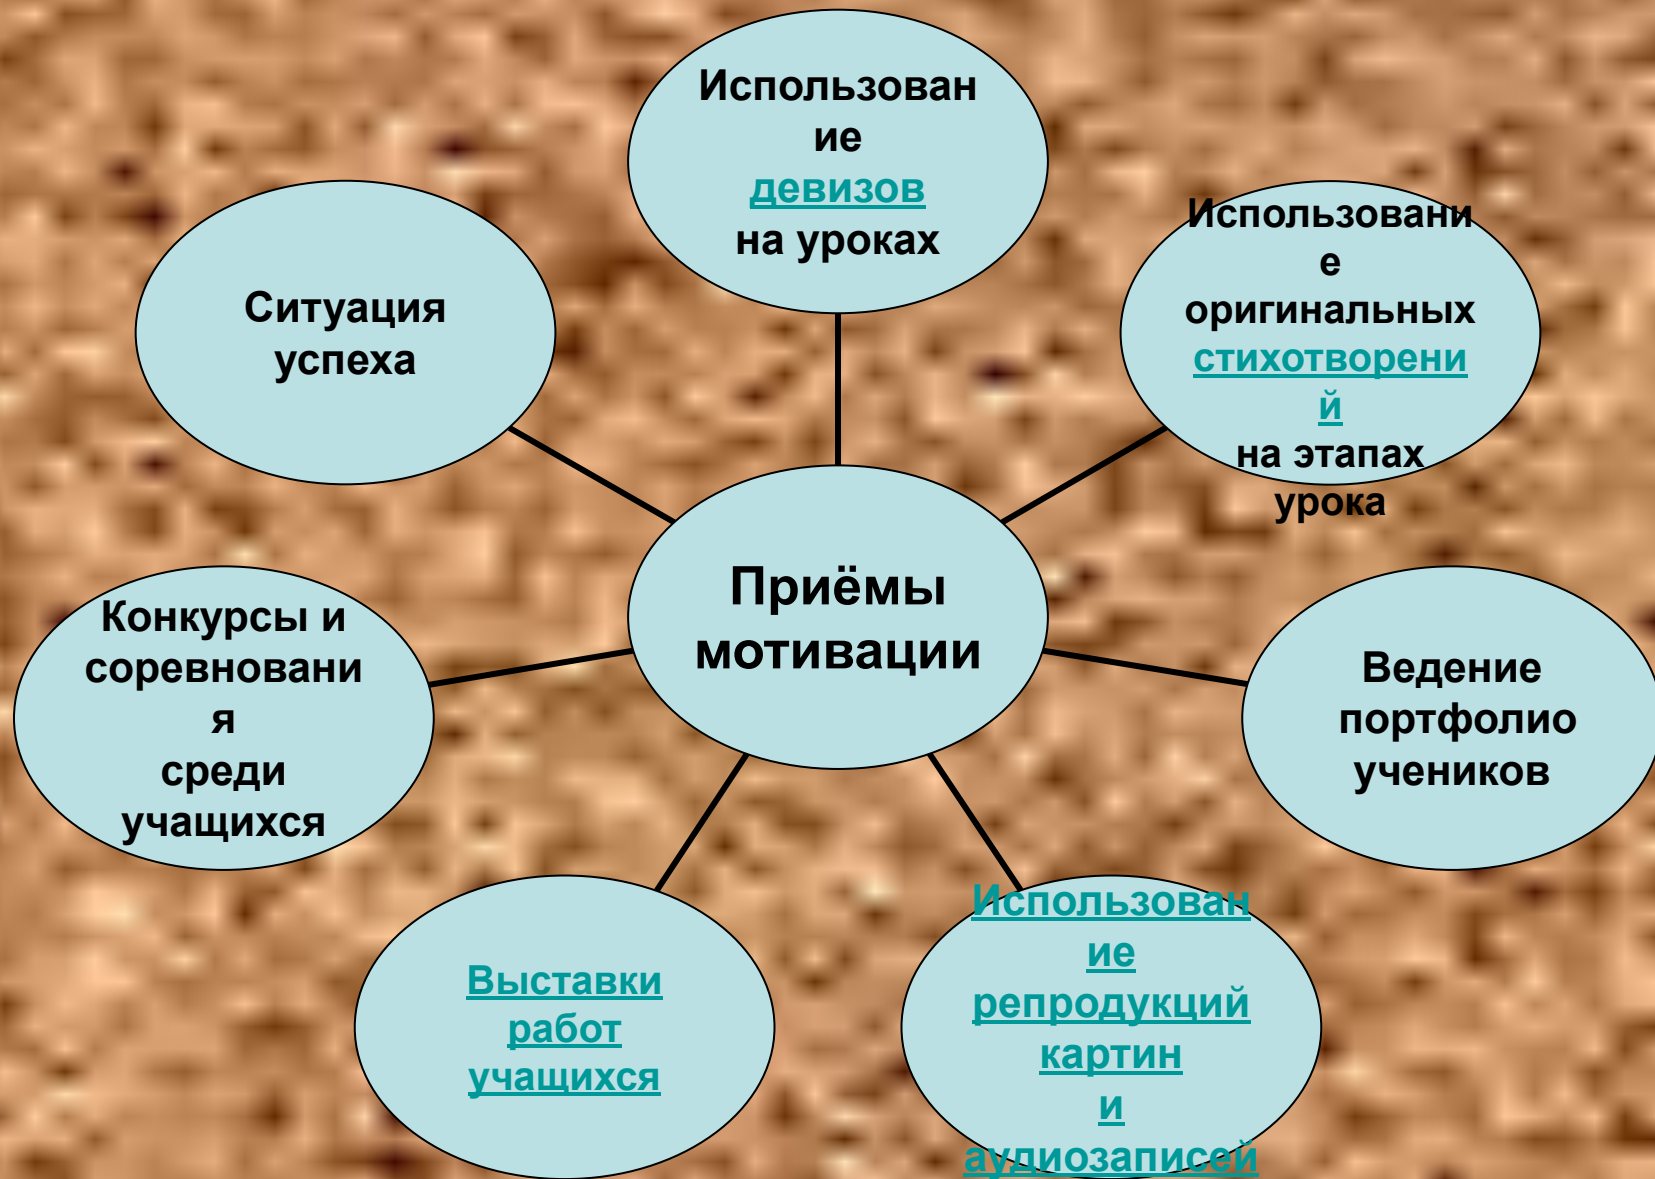 Использован
ие
девизов
на уроках
Использовани
е
оригинальных
стихотворени
й
на этапах
урока
Ситуация
успеха
Приёмы
мотивации
Конкурсы и
соревновани
я
среди
учащихся
Ведение
портфолио
учеников
Выставки
работ
учащихся
Использован
ие
репродукций
картин
и
аудиозаписей